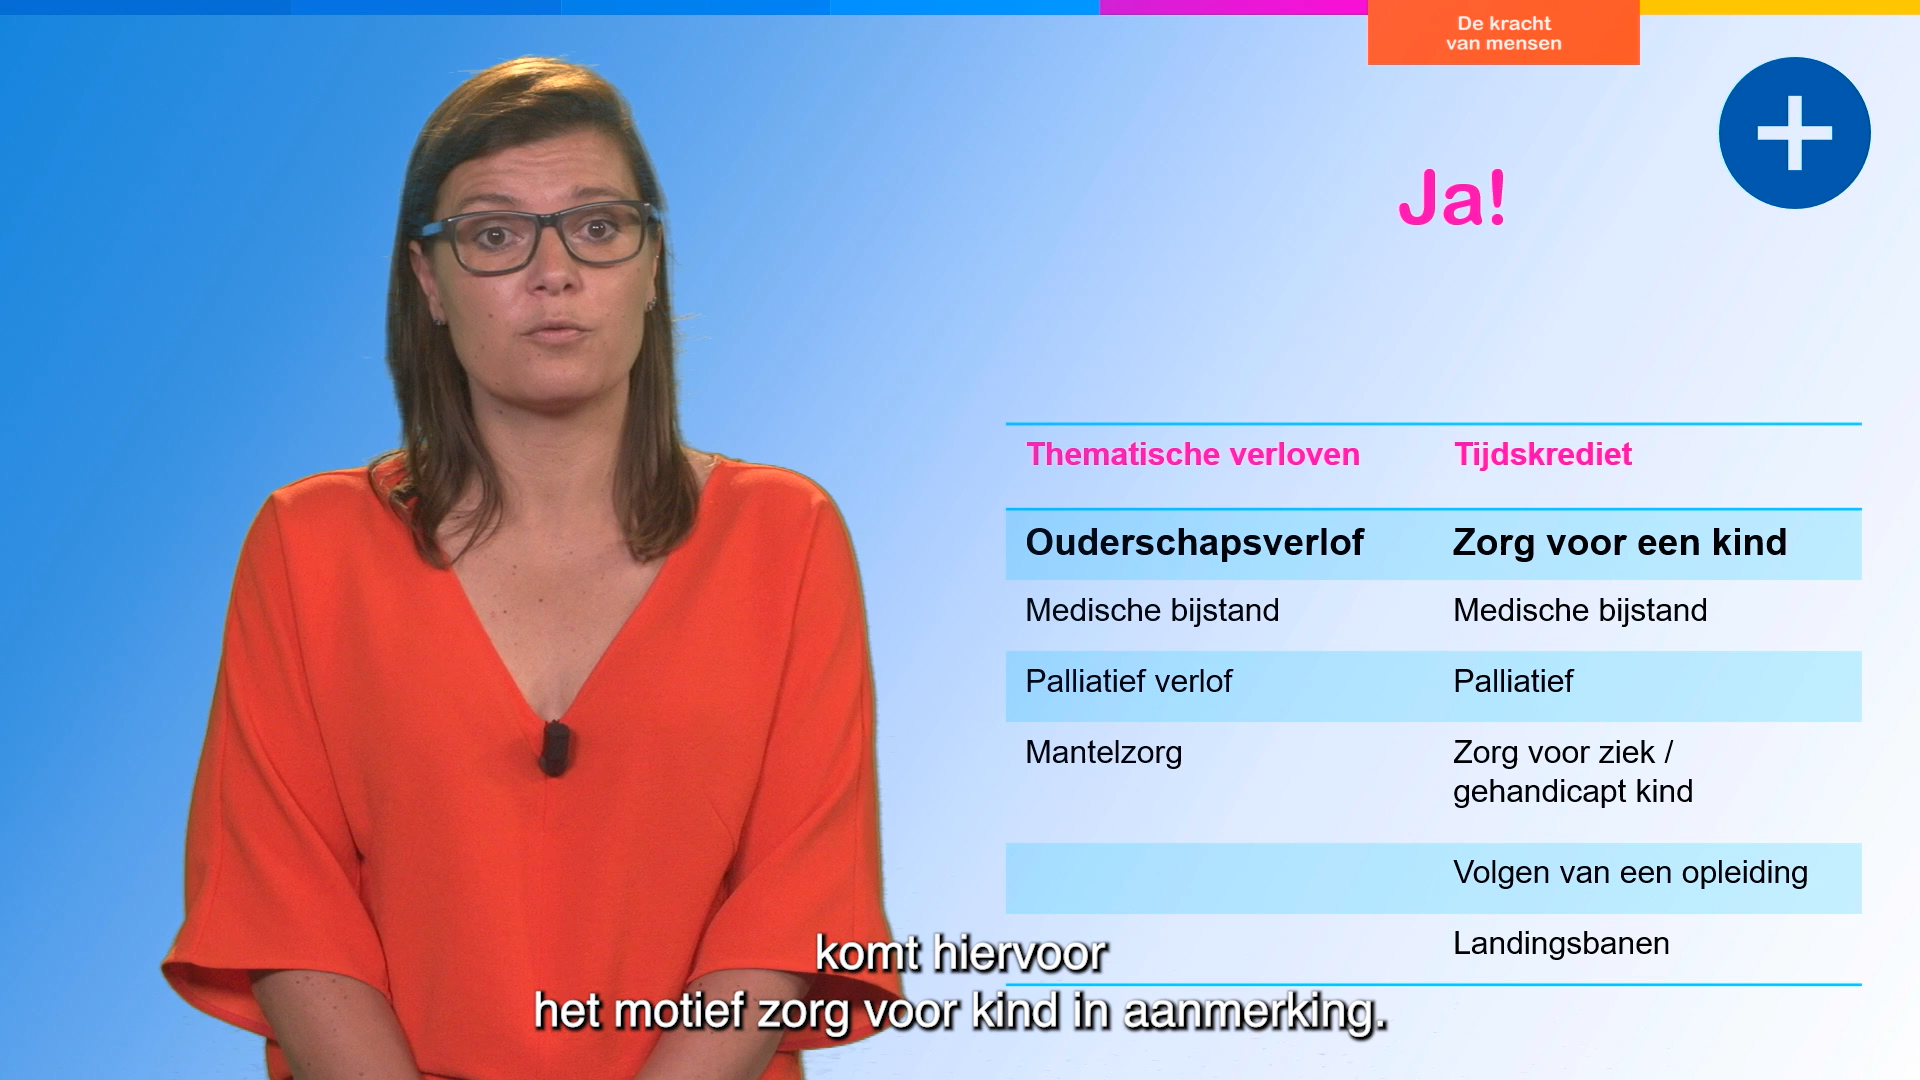 De kracht
van mensen
Ja!
Thematische verloven Tijdskrediet
Ouderschapsverlof Zorg voor een kind
Medische bijstand Medische bijstand
Palliatief verlof Palliatief
Mantelzorg Zorg voor ziek /
gehandicapt kind
Volgen van een opleiding
Landingsbanen
komt hiervoor
het motief zorg voor kind in aanmerking.